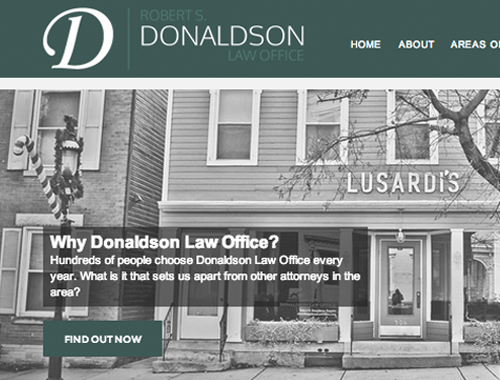 D
ROBERT S.
DONALDSON
LAW OFFICE
HOME ABOUT AREAS O
LUSARDI'S
Why Donaldson Law Office?
Hundreds of people choose Donaldson Law Office every
year. What is it that sets us apart from other attorneys in the
area?
FIND OUT NOW